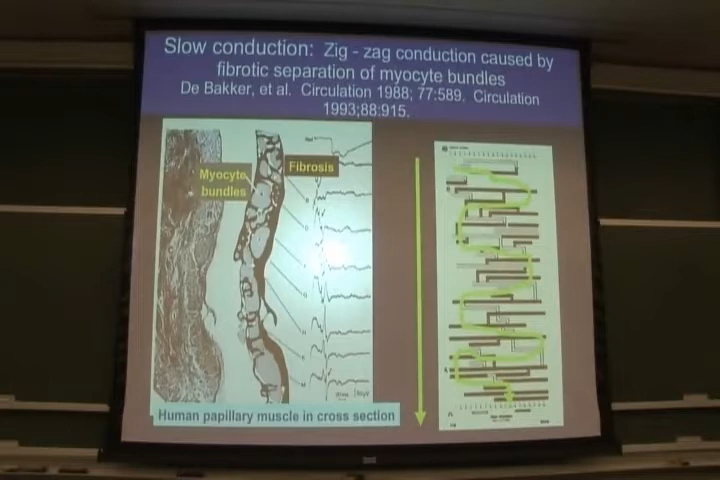 Slow conduction: Zig - zag conduction caused by
fibrotic separation of myocyte bundles
De Bakker, et al. Circulation 1988; 77:589. Circulation
1993;88:915.
Myocyte
bundles
Fibrosis
Human papillary muscle in cross section